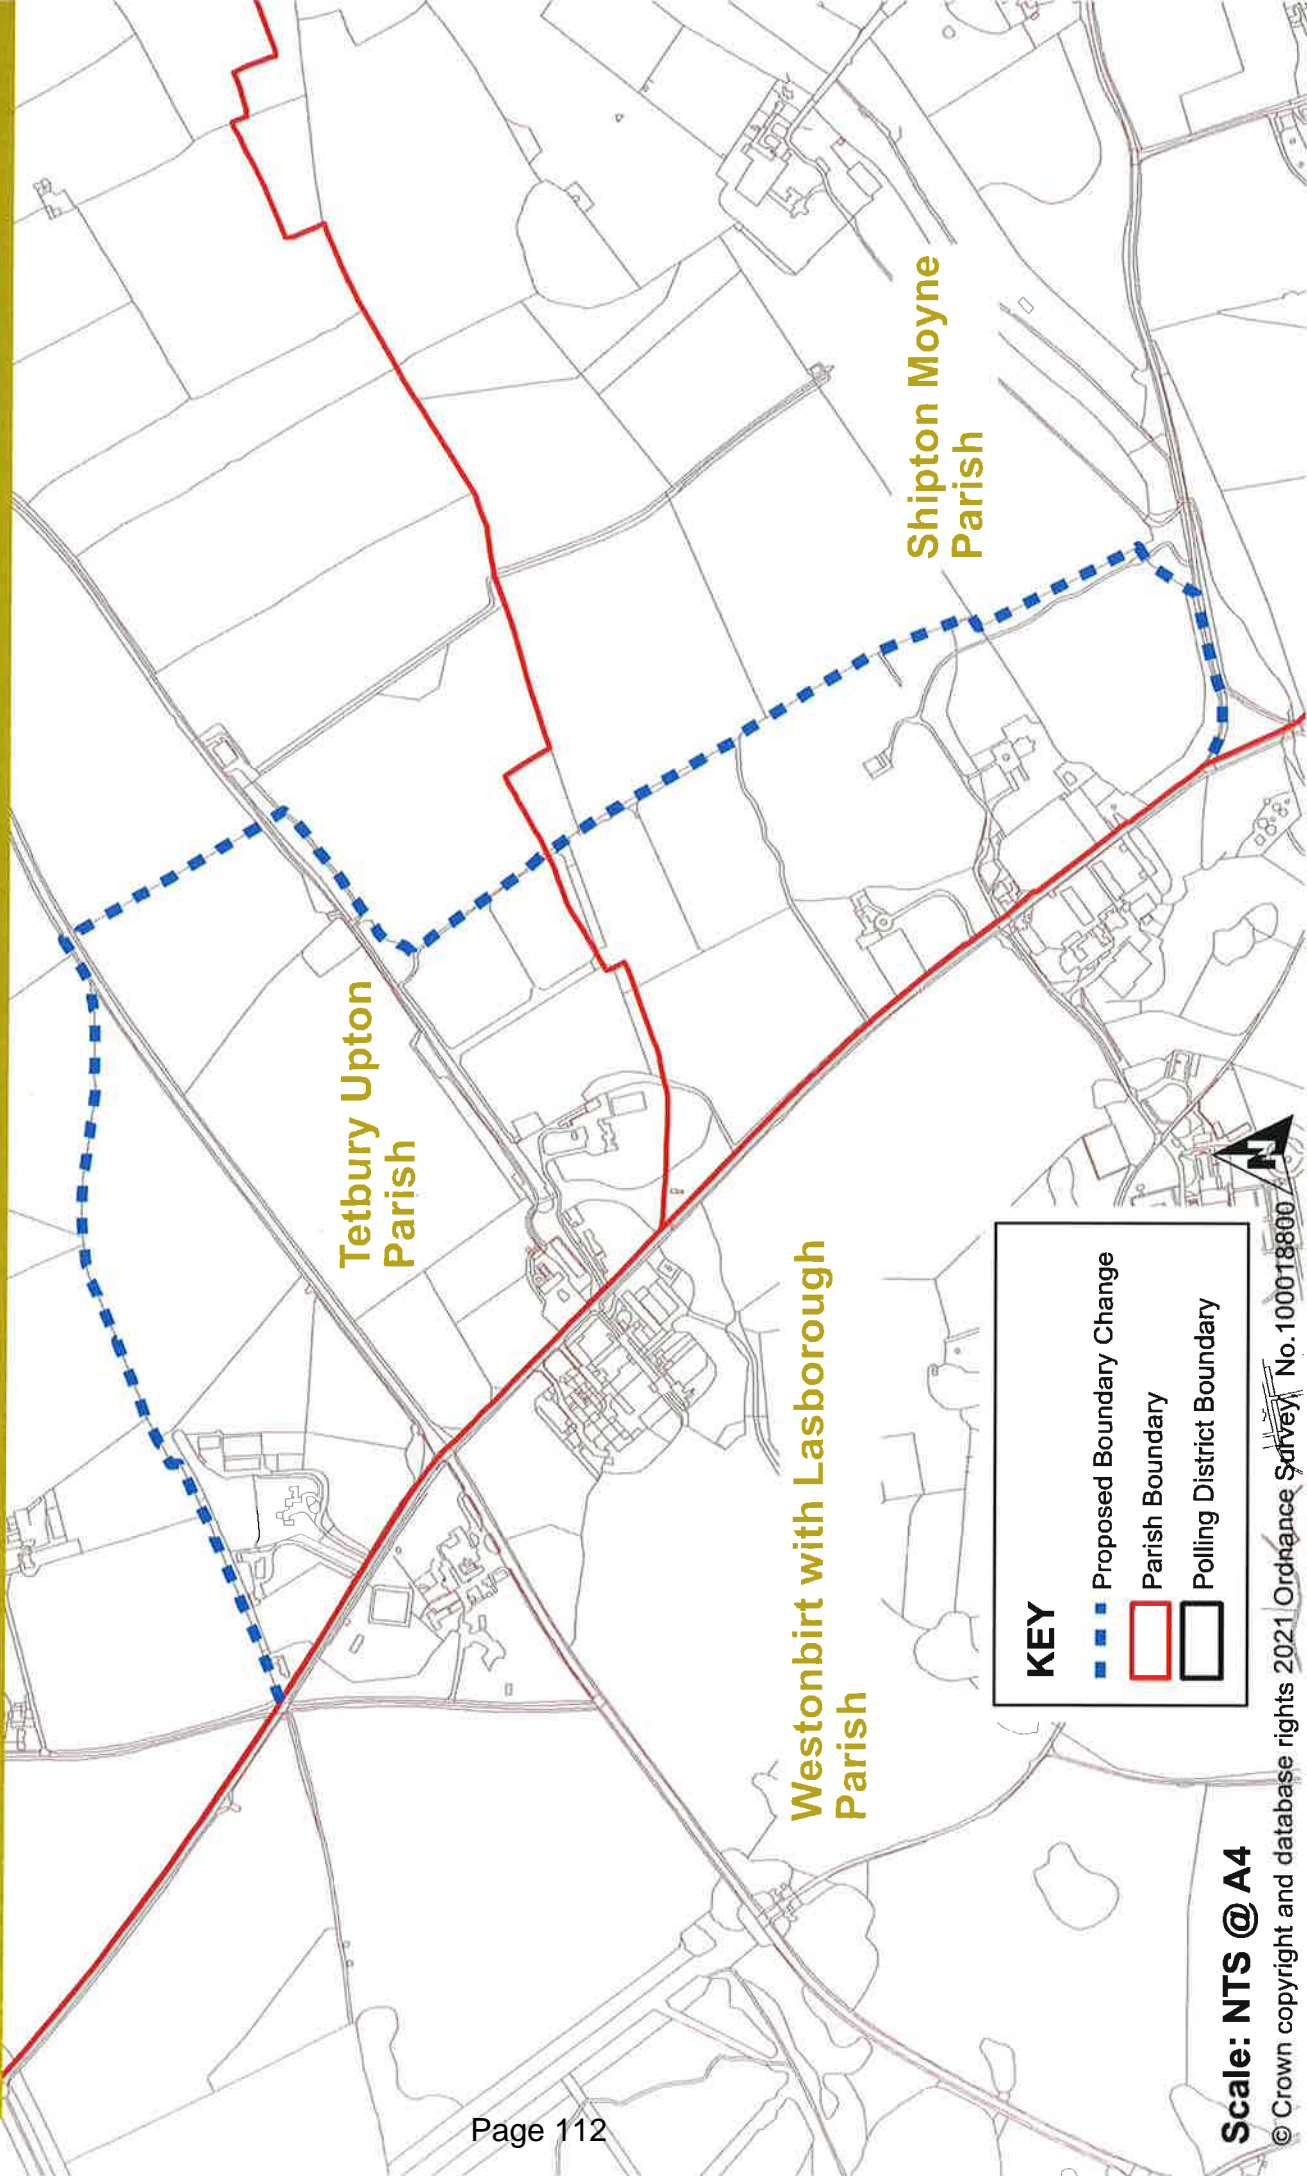 Tetbury Upton
Parish
Shipton Moyne
Parish
Westonbirt with Lasborough
Parish
KEY
Proposed Boundary Change
Parish Boundary
Polling District Boundary
N
Scale: NTS @ A4
© Crown copyright and database rights 2021 Ordnance Survey, No.100018800
Page 112